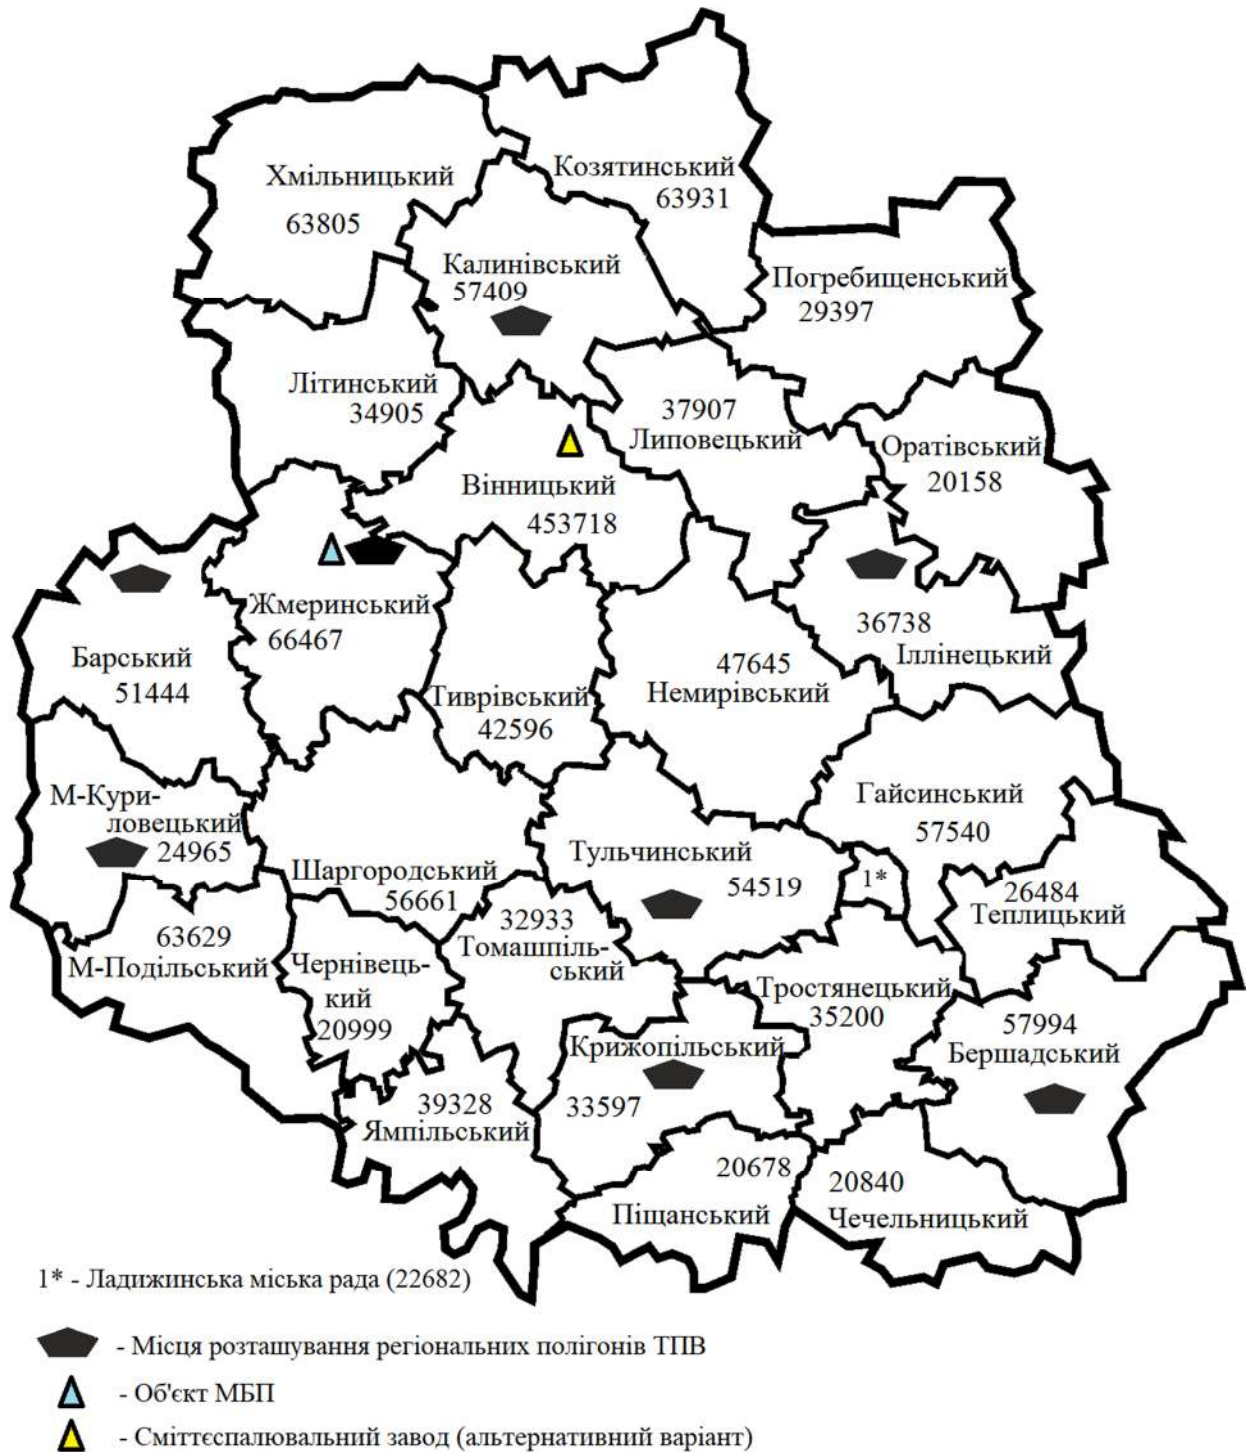 Хмільницький
63805
Козятинський
63931
Калинівський
57409
Погребищенський
29397
Літинський
34905
37907
Липовецький
Оратівський
20158
Вінницький
453718
Жмеринський
66467
Барський
51444
36738
Іллінецький
47645
Немирівський
Тиврівський
42596
М-Кури-
ловецький
24965
Гайсинський
57540
Шаргородський
56661
Тульчинський
54519
1*
26484
Теплицький
63629
М-Подільський
Чернівець-
кий
20999
32933
Томашпіль-
ський
Тростянецький
35200
57994
Бершадський
Крижопільський
33597
39328
Ямпільський
20678
Піщанський
20840
Чечельницький
1* - Ладижинська міська рада (22682)
- Місця розташування регіональних полігонів ТПВ
- Об'єкт МБП
- Сміттєспалювальний завод (альтернативний варіант)